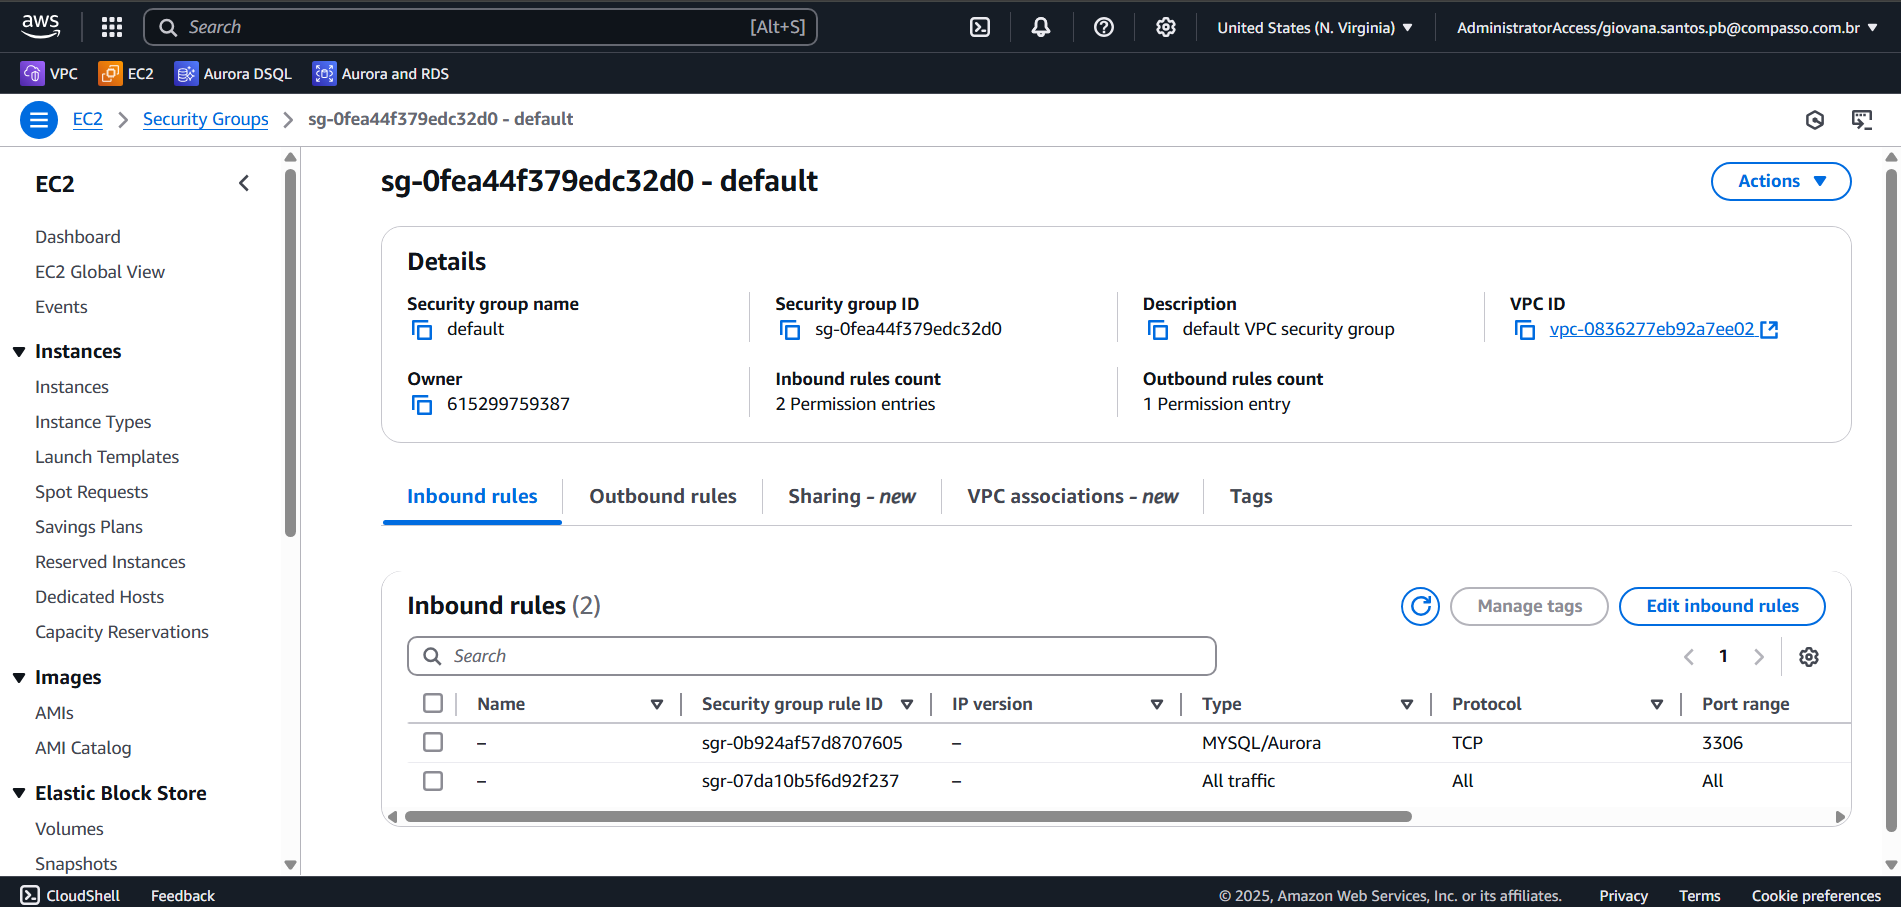 aws
Search [Alt+S] United States (N. Virginia) AdministratorAccess/giovana.santos.pb@compasso.com.br
VPC EC2 Aurora DSQL Aurora and RDS
EC2 Security Groups sg-0fea44f379edc32d0 - default
EC2
Dashboard
EC2 Global View
Events
Instances
Instances
Instance Types
Launch Templates
Spot Requests
Savings Plans
Reserved Instances
Dedicated Hosts
Capacity Reservations
Images
AMIs
AMI Catalog
Elastic Block Store
Volumes
Snapshots
sg-0fea44f379edc32d0 - default
Actions
Details
Security group name
default
Security group ID
sg-0fea44f379edc32d0
Description
default VPC security group
VPC ID
vpc-0836277eb92a7ee02
Owner
615299759387
Inbound rules count
2 Permission entries
Outbound rules count
1 Permission entry
Inbound rules Outbound rules Sharing - new VPC associations - new Tags
Inbound rules (2)
Manage tags Edit inbound rules
Search
1
Name Security group rule ID IP version Type Protocol Port range
– sgr-0b924af57d8707605 – MYSQL/Aurora TCP 3306
– sgr-07da10b5f6d92f237 – All traffic All All
CloudShell Feedback © 2025, Amazon Web Services, Inc. or its affiliates. Privacy Terms Cookie preferences